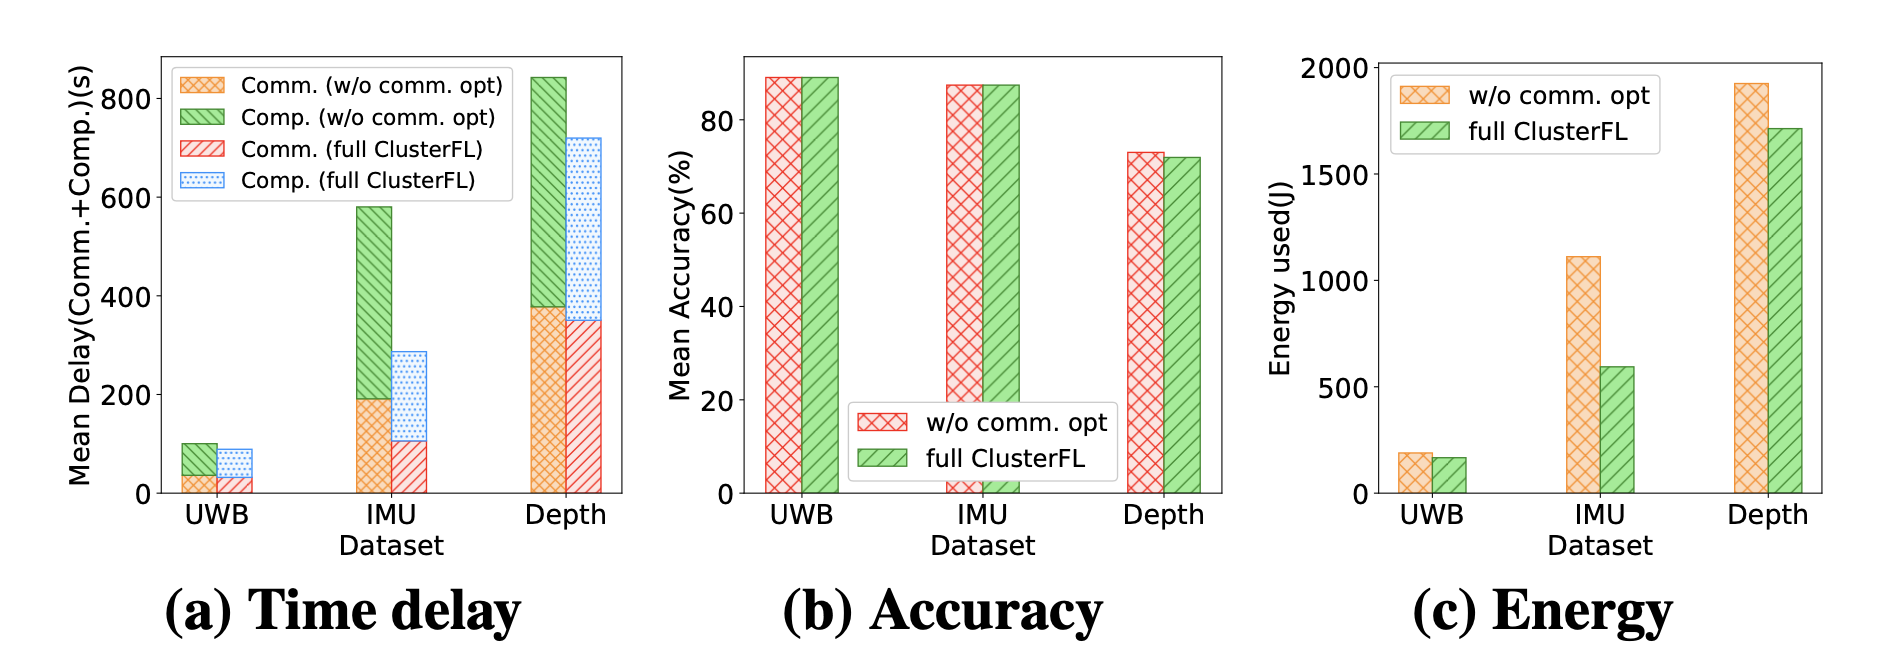 Mean Delay(Comm.+Comp.)(s)
800
600
400
200
0
Comm. (w/o comm. opt)
Comp. (w/o comm. opt)
Comm. (full ClusterFL)
Comp. (full ClusterFL)
UWB IMU Depth
Dataset
(a) Time delay
Mean Accuracy(%)
80
60
40
20
0
w/o comm. opt
full ClusterFL
UWB IMU Depth
Dataset
(b) Accuracy
Energy used(J)
2000
1500
1000
500
0
w/o comm. opt
full ClusterFL
UWB IMU Depth
Dataset
(c) Energy